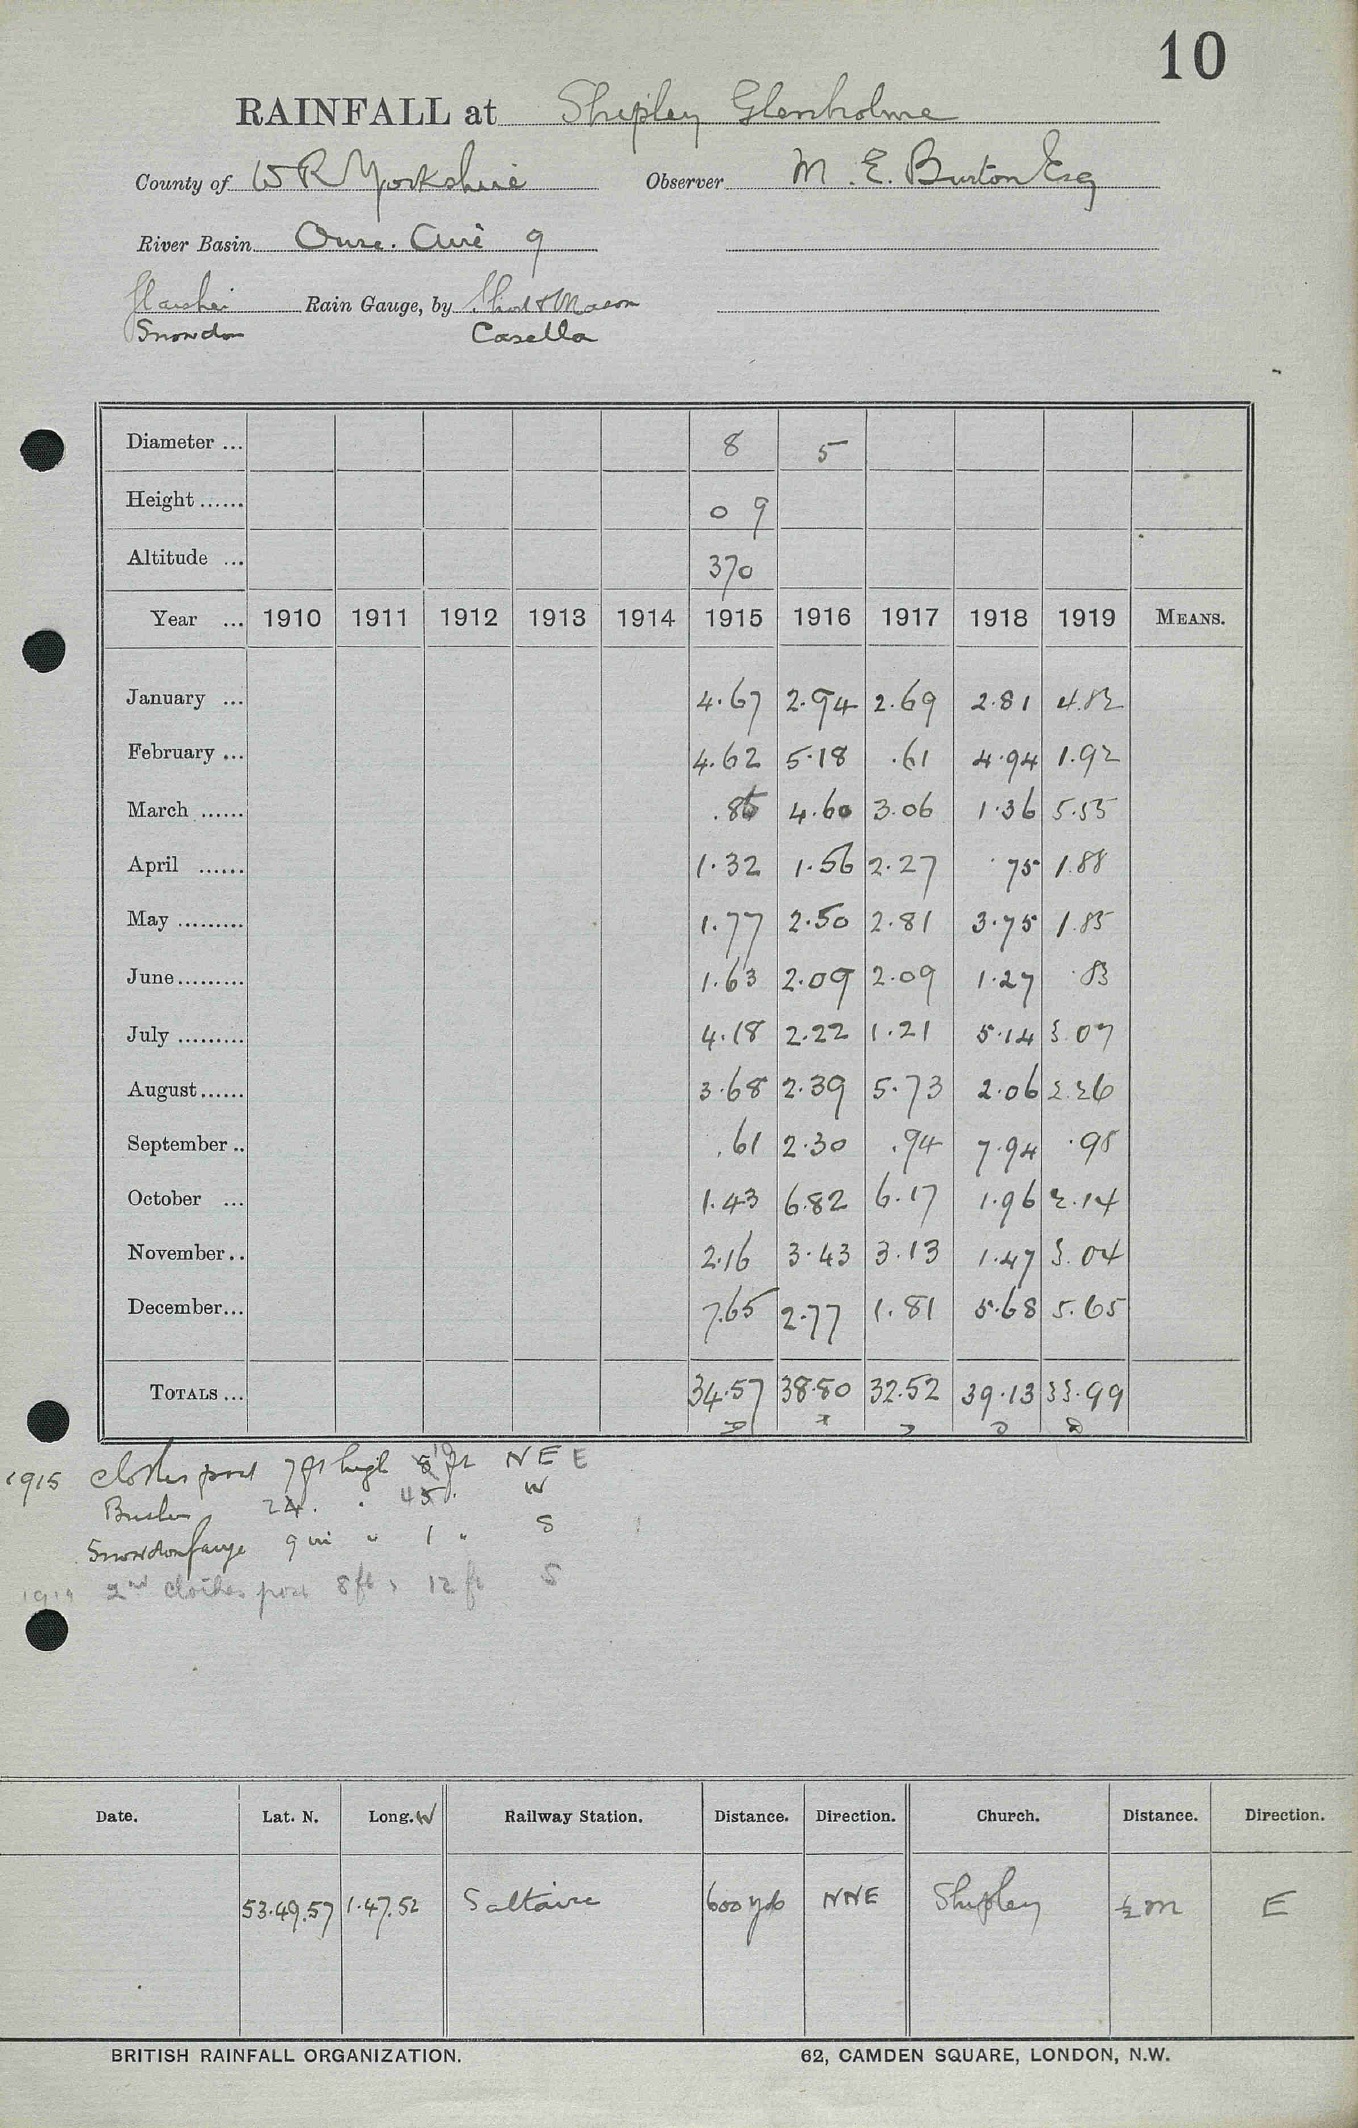 10
RAINFALL at Shipley Glenholme
County of W R Yorkshire Observer M. E. Burton Esq
River Basin Ouse. Aire 9
Glaisher Rain Gauge, by Short & Mason
Snowdon Casella
Diameter ... 8 5
Height ...... 0 9
Altitude ... 370
Year ... 1910 1911 1912 1913 1914 1915 1916 1917 1918 1919 MEANS.
January ... 4.67 2.94 2.69 2.81 4.82
February ... 4.62 5.18 .61 4.94 1.92
March ...... .85 4.60 3.06 1.36 5.55
April ...... 1.32 1.56 2.27 .75 1.88
May ......... 1.77 2.50 2.81 3.75 1.85
June ......... 1.63 2.09 2.09 1.27 .83
July ......... 4.18 2.22 1.21 5.14 3.07
August ...... 3.68 2.39 5.73 2.06 2.26
September .. .61 2.30 .94 7.94 .98
October ... 1.43 6.82 6.17 1.96 2.14
November .. 2.16 3.43 3.13 1.47 3.04
December ... 7.65 2.77 1.81 5.68 5.65
TOTALS ... 34.57 38.80 32.52 39.13 33.99
1915 Clothes post 7 ft high ft NE E
Bushes 24 . " 45 . W
Snowdon gauge 9 in " 1 " S
2nd clothes post 8 ft 12 ft S
Date. Lat. N. Long. W Railway Station. Distance. Direction. Church. Distance. Direction.
53.49.57 1.47.52 Saltaire 600 yds NNE Shipley ½ m E
BRITISH RAINFALL ORGANIZATION. 62, CAMDEN SQUARE, LONDON, N.W.